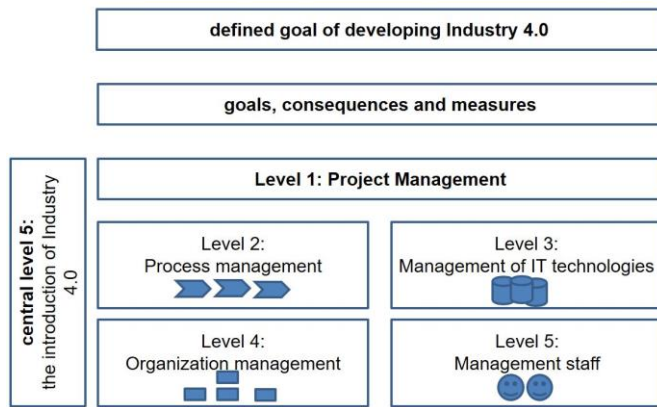 defined goal of developing Industry 4.0
goals, consequences and measures
central level 5:
the introduction of Industry
4.0
Level 1: Project Management
Level 2:
Process management
Level 3:
Management of IT technologies
Level 4:
Organization management
Level 5:
Management staff